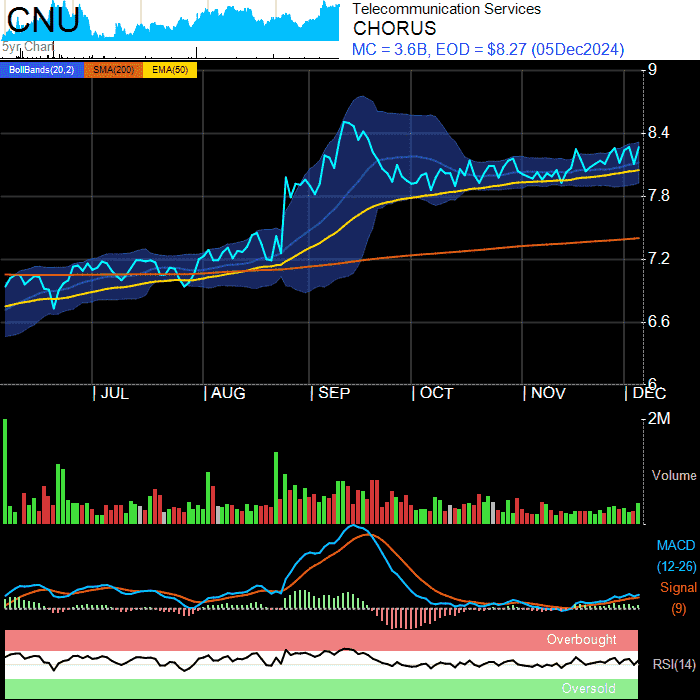 CNU
5yr Chart
Telecommunication Services
CHORUS
MC = 3.6B, EOD = $8.27 (05Dec2024)
BollBands(20,2) SMA(200) EMA(50)
9
8.4
7.8
7.2
6.6
6
JUL AUG SEP OCT NOV DEC
2M
Volume
MACD
(12-26)
Signal
(9)
Overbought
RSI(14)
Oversold